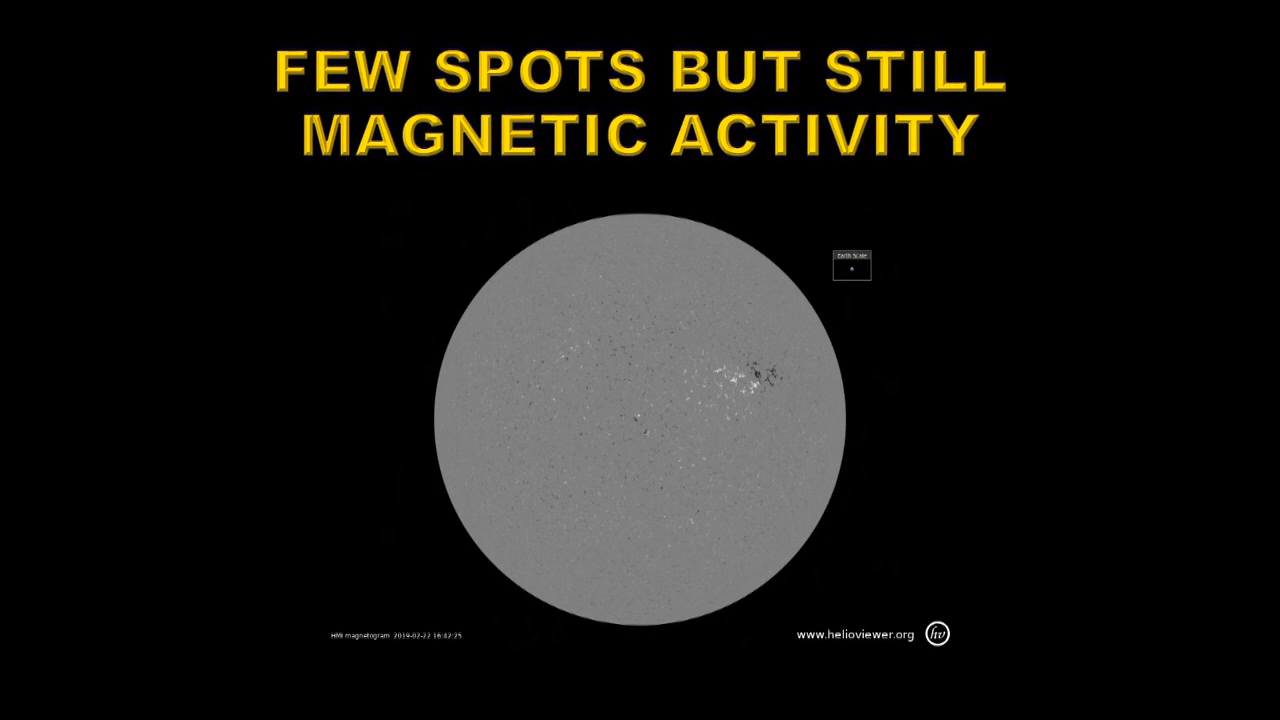 FEW SPOTS BUT STILL
MAGNETIC ACTIVITY
Earth Scale
HMI magnetogram 2019-02-22 16:42:25
www.helioviewer.org hv